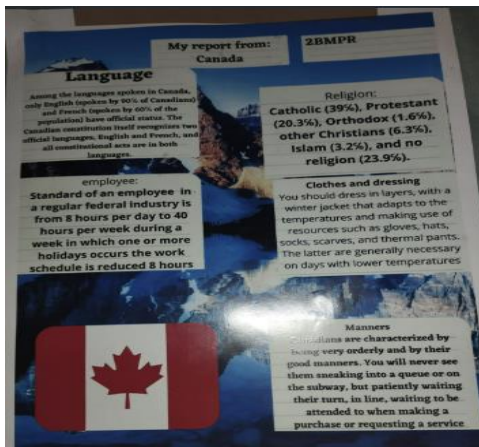 My report from:
Canada
2BMPR
Language
Among the languages spoken in Canada,
only English (spoken by 90% of Canadians)
and French (spoken by 60% of the
population) have official status. The
Canadian constitution itself recognizes two
official languages, English and French, and
all constitutional acts are in both
languages.
Religion:
Catholic (39%), Protestant
(20.3%), Orthodox (1.6%),
other Christians (6.3%),
Islam (3.2%), and no
religion (23.9%).
employee:
Standard of an employee in
a regular federal industry is
from 8 hours per day to 40
hours per week during a
week in which one or more
holidays occurs the work
schedule is reduced 8 hours
Clothes and dressing
You should dress in layers, with a
winter jacket that adapts to the
temperatures and making use of
resources such as gloves, hats,
socks, scarves, and thermal pants.
The latter are generally necessary
on days with lower temperatures
Manners
Canadians are characterized by
being very orderly and by their
good manners. You will never see
them sneaking into a queue or on
the subway, but patiently waiting
their turn, in line, waiting to be
attended to when making a
purchase or requesting a service